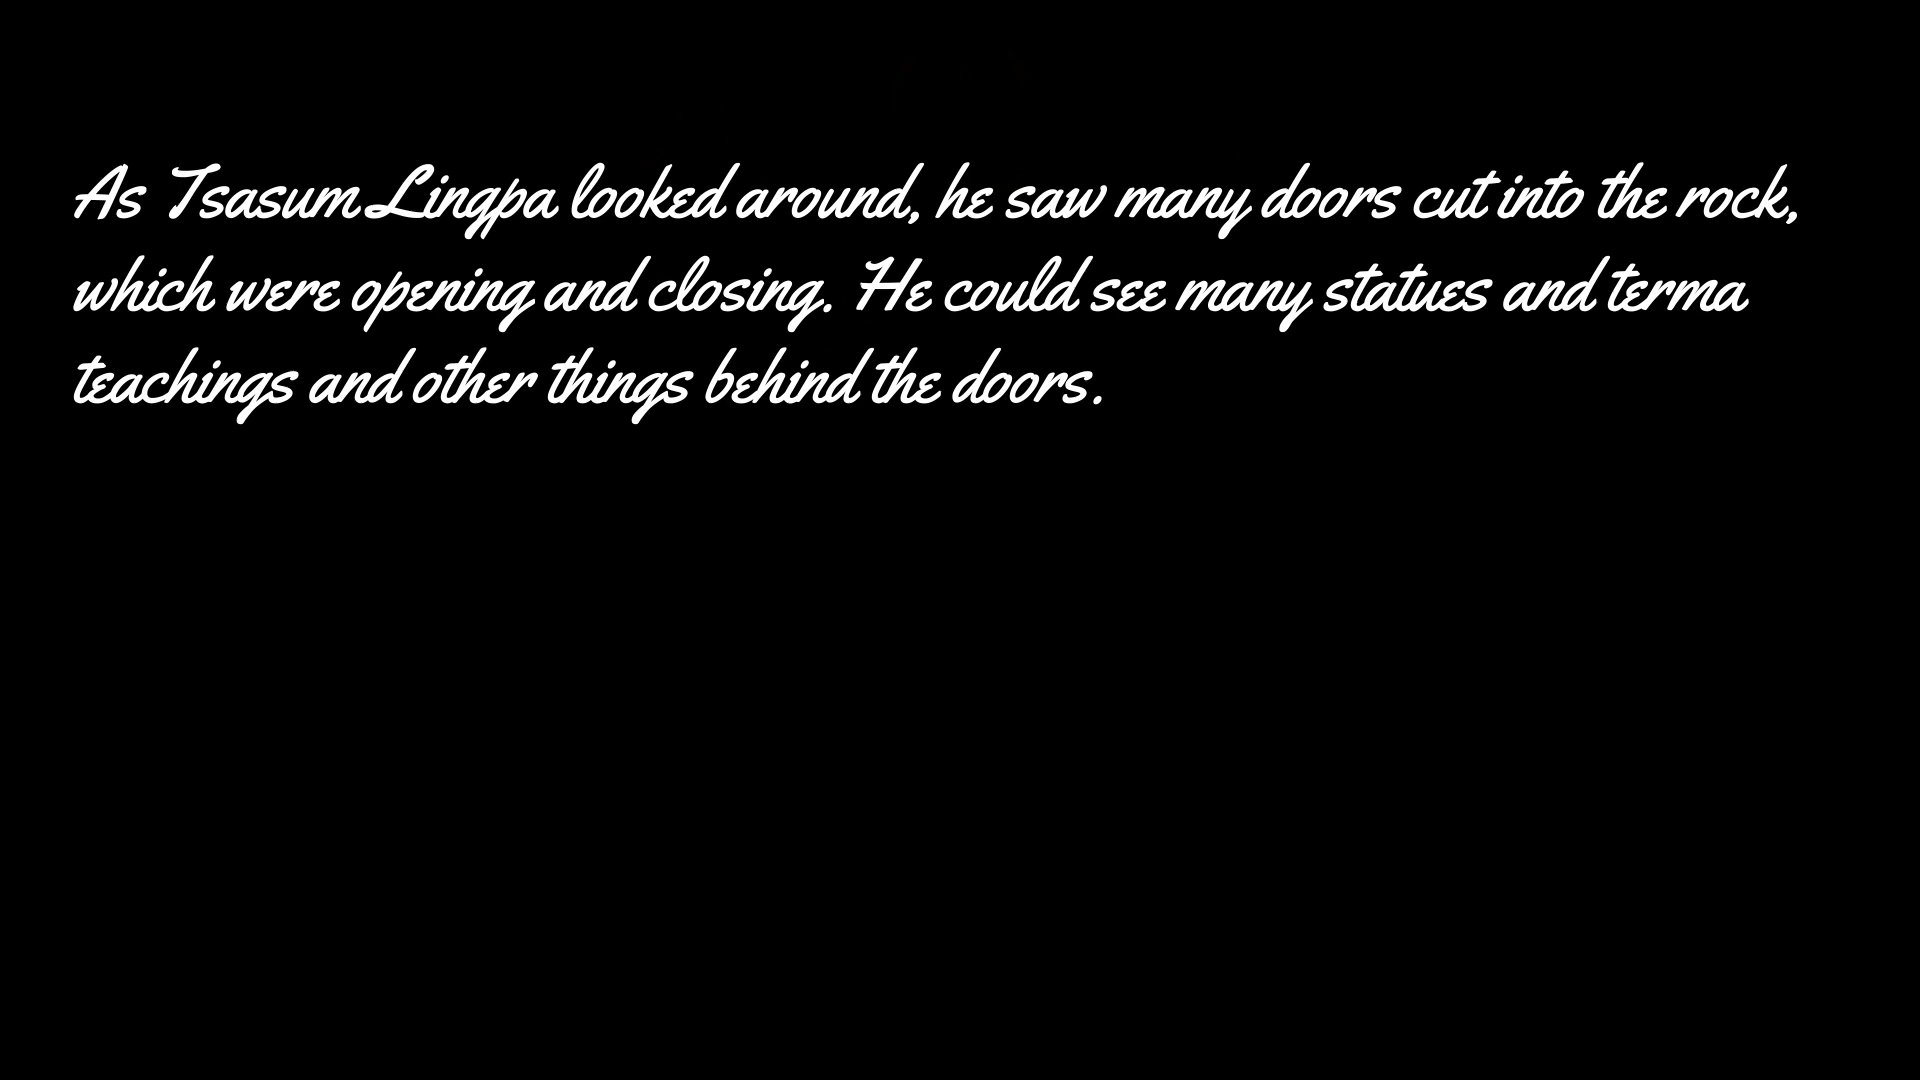 As Tsasum Lingpa looked around, he saw many doors cut into the rock,
which were opening and closing. He could see many statues and terma
teachings and other things behind the doors.